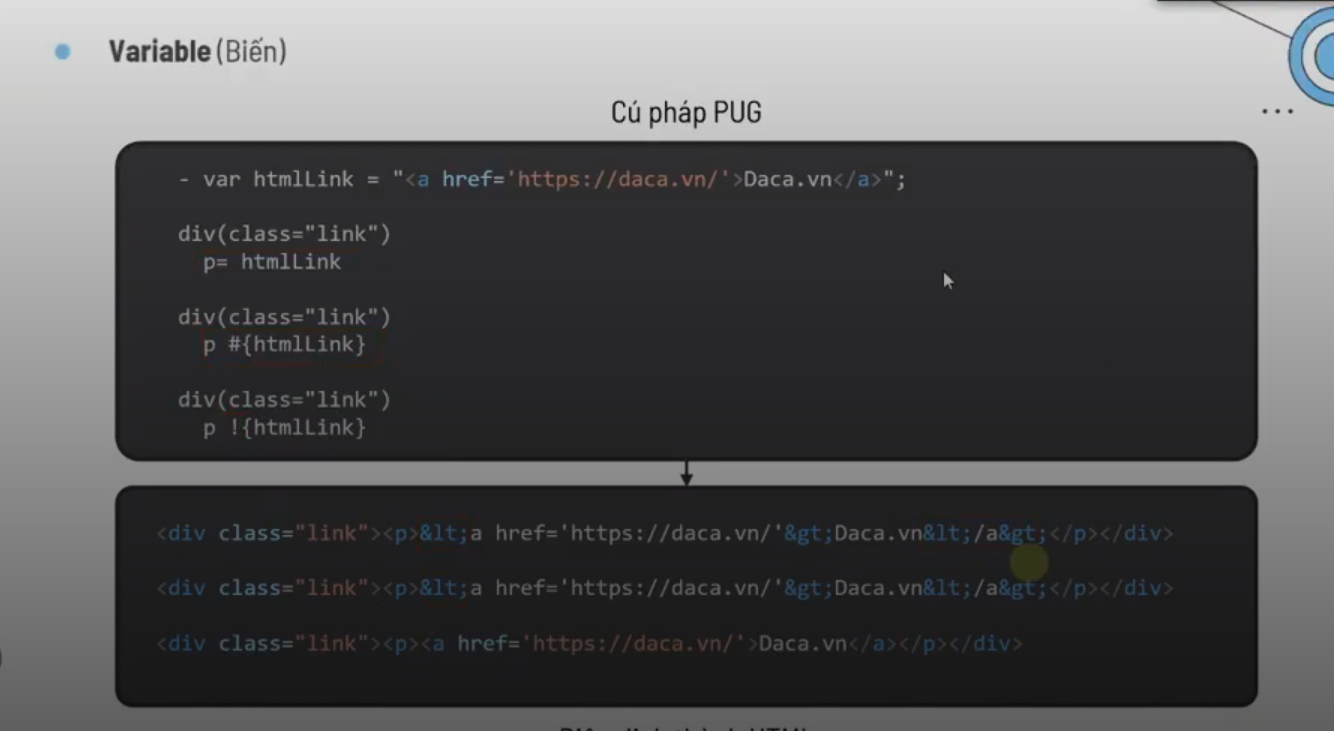 Variable (Biến)
Cú pháp PUG
...
- var htmlLink = "<a href='https://daca.vn/'>Daca.vn</a>";
div(class="link")
p= htmlLink
div(class="link")
p #{htmlLink}
div(class="link")
p !{htmlLink}
<div class="link"><p>&lt;a href='https://daca.vn/'&gt;Daca.vn&lt;/a&gt;</p></div>
<div class="link"><p>&lt;a href='https://daca.vn/'&gt;Daca.vn&lt;/a&gt;</p></div>
<div class="link"><p><a href='https://daca.vn/'>Daca.vn</a></p></div>